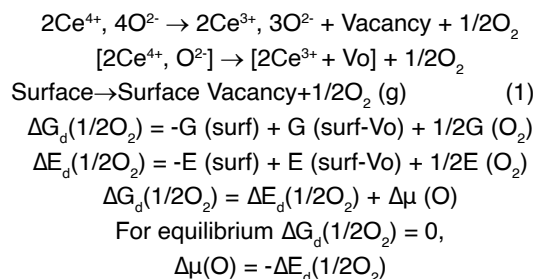 2Ce⁴⁺, 4O²⁻ → 2Ce³⁺, 3O²⁻ + Vacancy + 1/2O₂
[2Ce⁴⁺, O²⁻] → [2Ce³⁺ + Vo] + 1/2O₂
Surface→Surface Vacancy+1/2O₂ (g) (1)
ΔG_d(1/2O₂) = -G (surf) + G (surf-Vo) + 1/2G (O₂)
ΔE_d(1/2O₂) = -E (surf) + E (surf-Vo) + 1/2E (O₂)
ΔG_d(1/2O₂) = ΔE_d(1/2O₂) + Δμ (O)
For equilibrium ΔG_d(1/2O₂) = 0,
Δμ(O) = -ΔE_d(1/2O₂)